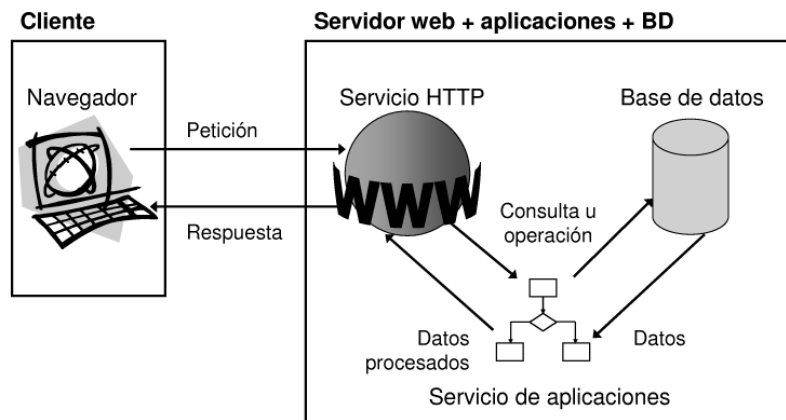 Cliente
Servidor web + aplicaciones + BD
Navegador
Servicio HTTP
Base de datos
Petición
WWW
Respuesta
Consulta u
operación
Datos
procesados
Datos
Servicio de aplicaciones